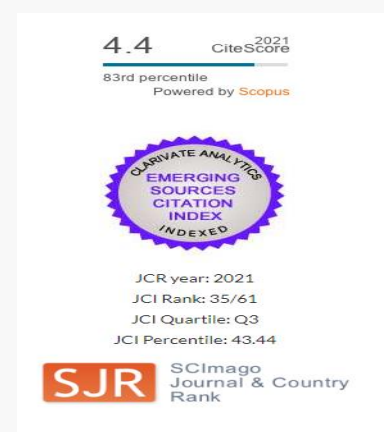 4.4
2021
CiteScore
83rd percentile
Powered by Scopus
CLARIVATE ANALYTICS
EMERGING
SOURCES
CITATION
INDEX
INDEXED
JCR year: 2021
JCI Rank: 35/61
JCI Quartile: Q3
JCI Percentile: 43.44
SJR
SCImago
Journal & Country
Rank